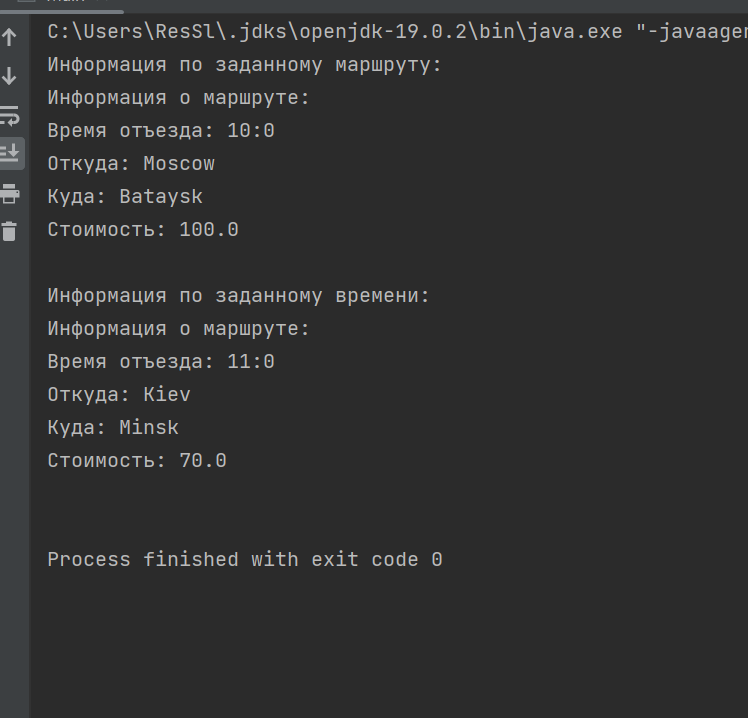 C:\Users\ResSl\.jdks\openjdk-19.0.2\bin\java.exe "-javaagen
Информация по заданному маршруту:
Информация о маршруте:
Время отъезда: 10:0
Откуда: Moscow
Куда: Bataysk
Стоимость: 100.0
Информация по заданному времени:
Информация о маршруте:
Время отъезда: 11:0
Откуда: Kiev
Куда: Minsk
Стоимость: 70.0
Process finished with exit code 0